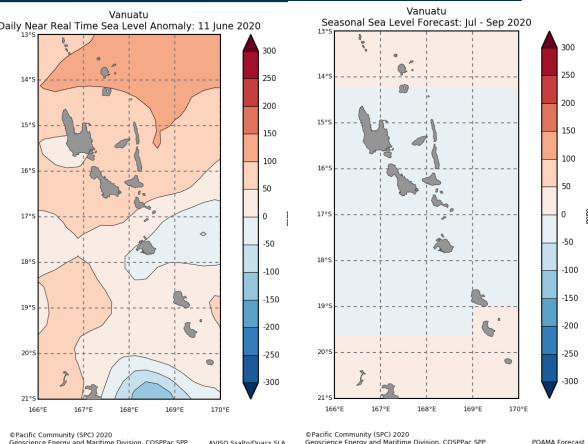 Vanuatu
Daily Near Real Time Sea Level Anomaly: 11 June 2020
13°S
14°S
15°S
16°S
17°S
18°S
19°S
20°S
21°S
166°E
167°E
168°E
169°E
170°E
300
250
200
150
100
50
0
-50
-100
-150
-200
-250
-300
©Pacific Community (SPC) 2020
Geoscience Energy and Maritime Division, COSPPac SPP
AVISO Ssalto/Duacs SLA
Vanuatu
Seasonal Sea Level Forecast: Jul - Sep 2020
13°S
14°S
15°S
16°S
17°S
18°S
19°S
20°S
21°S
166°E
167°E
168°E
169°E
170°E
300
250
200
150
100
50
0
-50
-100
-150
-200
-250
-300
©Pacific Community (SPC) 2020
Geoscience Energy and Maritime Division, COSPPac SPP
POAMA Forecast